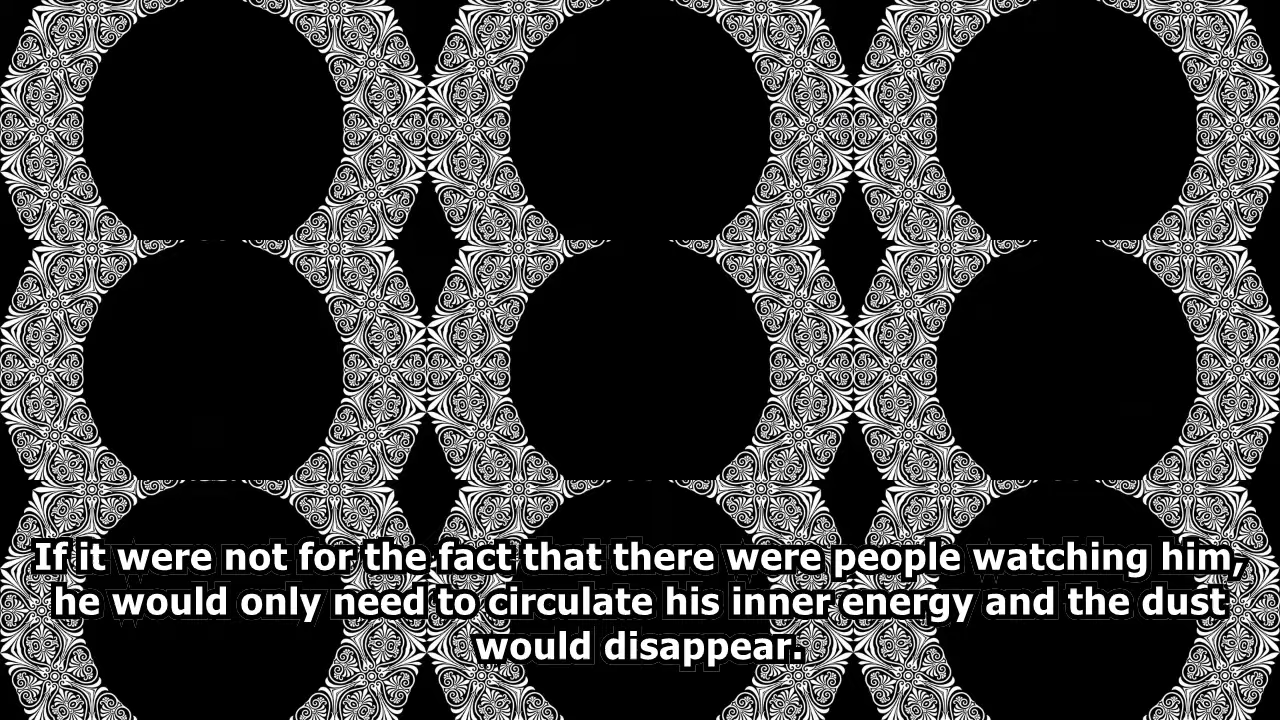 If it were not for the fact that there were people watching him,
he would only need to circulate his inner energy and the dust
would disappear.